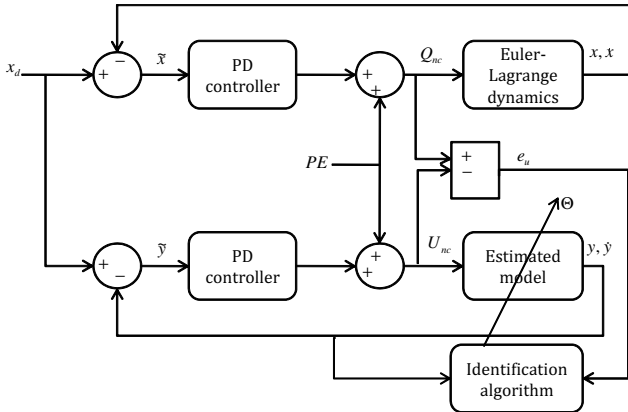 x_d
+
−
x̃
PD
controller
+
+
Q_nc
Euler-
Lagrange
dynamics
x, x
PE
+
−
e_u
Θ
+
−
ỹ
PD
controller
+
+
U_nc
Estimated
model
y, ẏ
Identification
algorithm